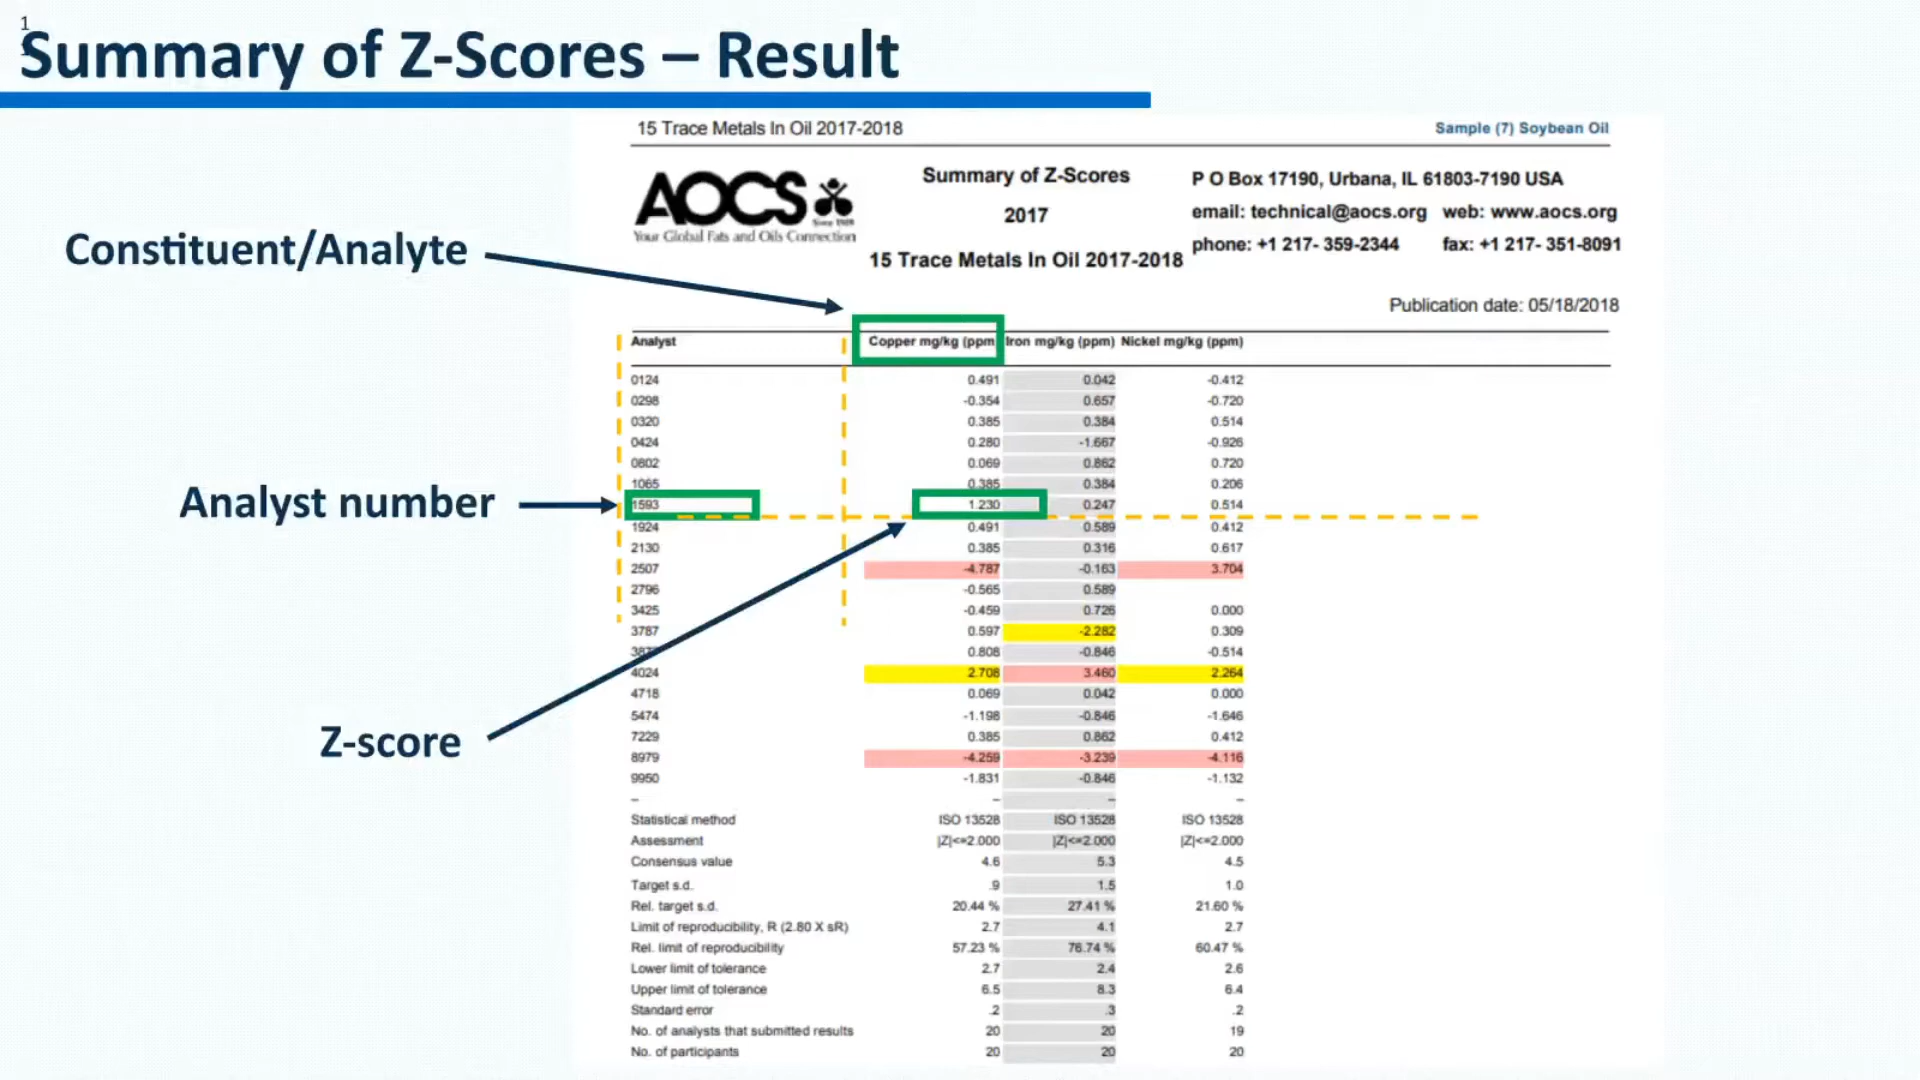 1
Summary of Z-Scores – Result
15 Trace Metals In Oil 2017-2018 Sample (7) Soybean Oil
AOCS Since 1909
Your Global Fats and Oils Connection
Summary of Z-Scores
2017
15 Trace Metals In Oil 2017-2018
P O Box 17190, Urbana, IL 61803-7190 USA
email: technical@aocs.org web: www.aocs.org
phone: +1 217- 359-2344 fax: +1 217- 351-8091
Publication date: 05/18/2018
Constituent/Analyte
Analyst number
Z-score
Analyst Copper mg/kg (ppm Iron mg/kg (ppm) Nickel mg/kg (ppm)
0124 0.491 0.042 -0.412
0298 -0.354 0.657 -0.720
0320 0.385 0.384 0.514
0424 0.280 -1.667 -0.926
0802 0.069 0.862 0.720
1065 0.385 0.384 0.206
1593 1.230 0.247 0.514
1924 0.491 0.589 0.412
2130 0.385 0.316 0.617
2507 -4.787 -0.163 3.704
2796 -0.565 0.589
3425 -0.459 0.726 0.000
3787 0.597 -2.282 0.309
0.808 -0.846 -0.514
4024 2.708 3.460 2.264
4718 0.069 0.042 0.000
5474 -1.198 -0.846 -1.646
7229 0.385 0.862 0.412
8979 -4.259 -3.239 -4.116
9950 -1.831 -0.846 -1.132
– – – –
Statistical method ISO 13528 ISO 13528 ISO 13528
Assessment |Z|<=2.000 |Z|<=2.000 |Z|<=2.000
Consensus value 4.6 5.3 4.5
Target s.d. .9 1.5 1.0
Rel. target s.d. 20.44 % 27.41 % 21.60 %
Limit of reproducibility, R (2.80 X sR) 2.7 4.1 2.7
Rel. limit of reproducibility 57.23 % 76.74 % 60.47 %
Lower limit of tolerance 2.7 2.4 2.6
Upper limit of tolerance 6.5 8.3 6.4
Standard error .2 .3 .2
No. of analysts that submitted results 20 20 19
No. of participants 20 20 20